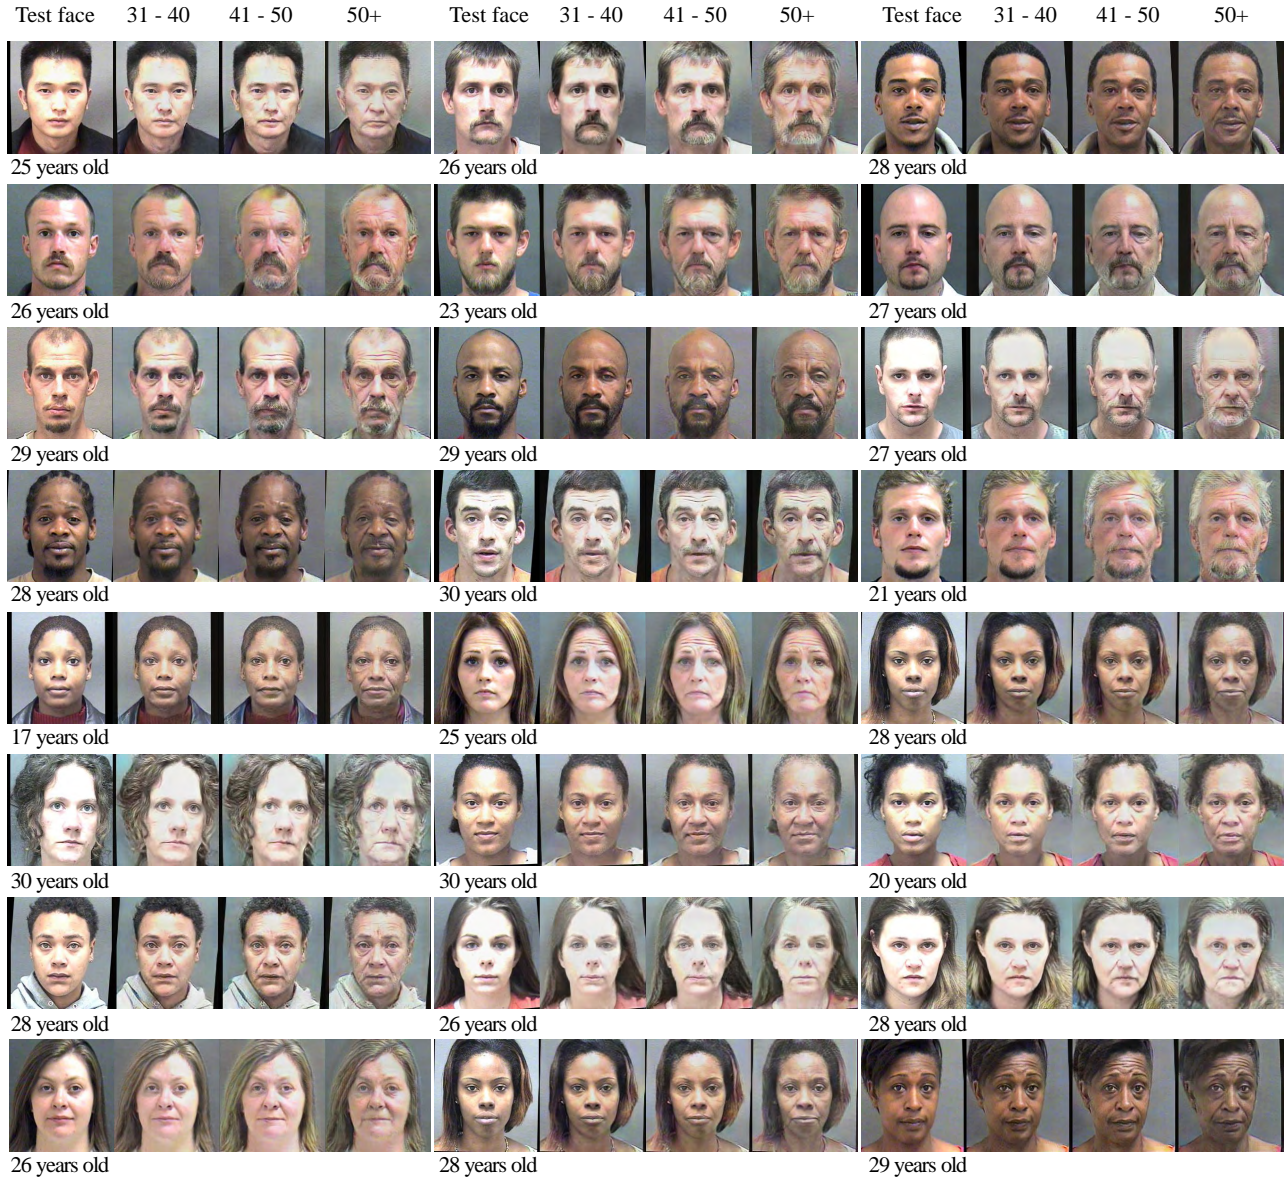 Test face 31 - 40 41 - 50 50+ Test face 31 - 40 41 - 50 50+ Test face 31 - 40 41 - 50 50+
25 years old 26 years old 28 years old
26 years old 23 years old 27 years old
29 years old 29 years old 27 years old
28 years old 30 years old 21 years old
17 years old 25 years old 28 years old
30 years old 30 years old 20 years old
28 years old 26 years old 28 years old
26 years old 28 years old 29 years old